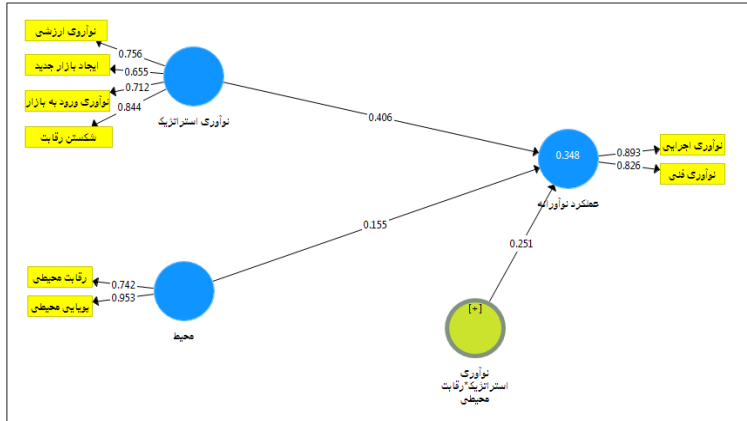 نوآروی ارزشی
0.756
ایجاد بازار جدید
0.655
نوآوری ورود به بازار
0.712
شکستن رقابت
0.844
نوآوری استراتژیک
0.406
0.348
عملکرد نوآورانه
0.893
نوآوری اجرایی
0.826
نوآوری فنی
0.155
0.251
رقابت محیطی
0.742
پویایی محیطی
0.953
محیط
[+]
نوآوری
استراتژیک*رقابت
محیطی